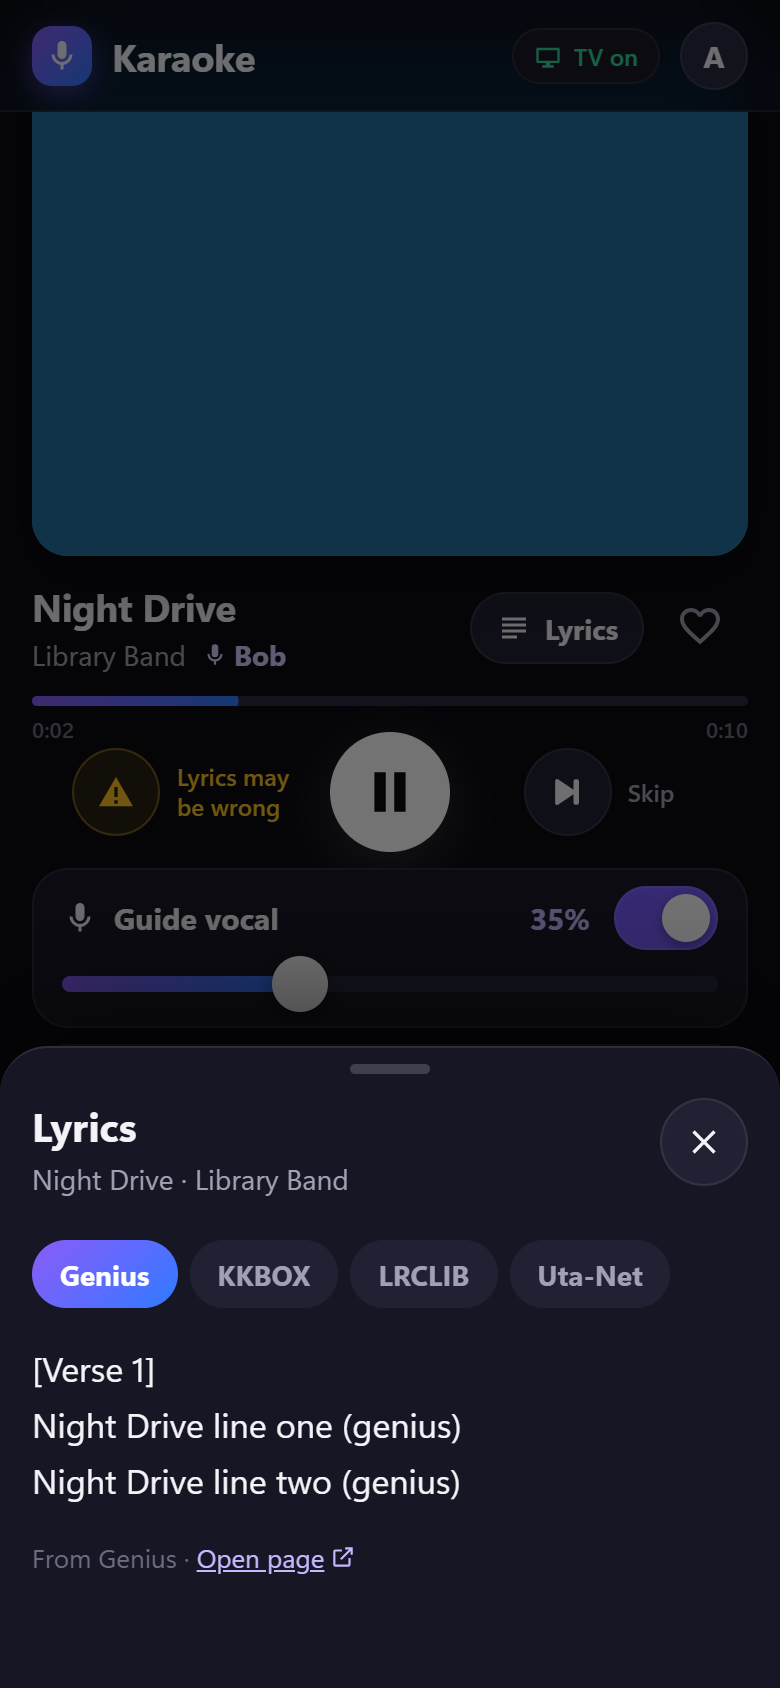 Karaoke
TV on
A
Night Drive
Library Band
Bob
Lyrics
0:02
0:10
Lyrics may
be wrong
Skip
Guide vocal
35%
Lyrics
Night Drive · Library Band
Genius
KKBOX
LRCLIB
Uta-Net
[Verse 1]
Night Drive line one (genius)
Night Drive line two (genius)
From Genius · Open page